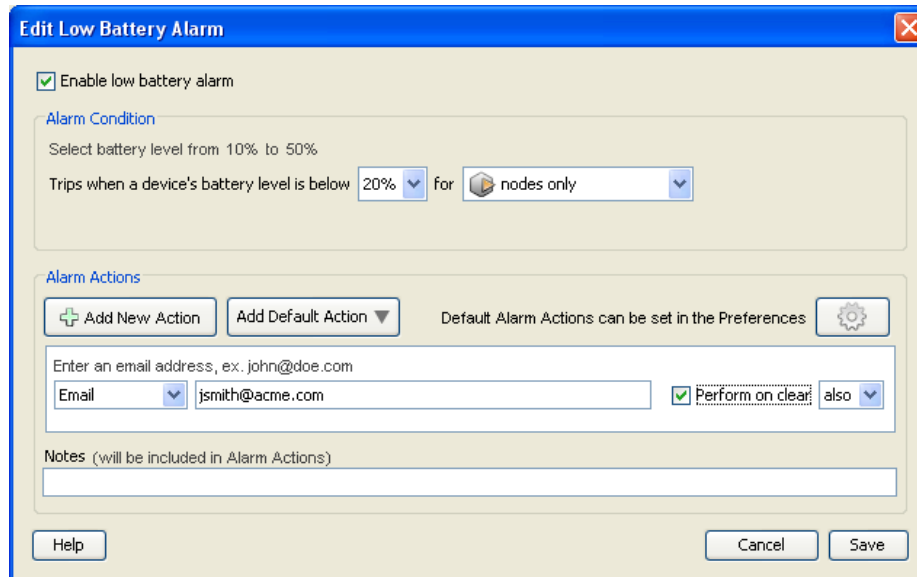 Edit Low Battery Alarm
Enable low battery alarm
Alarm Condition
Select battery level from 10% to 50%
Trips when a device's battery level is below 20% for nodes only
Alarm Actions
Add New Action Add Default Action Default Alarm Actions can be set in the Preferences
Enter an email address, ex. john@doe.com
Email jsmith@acme.com Perform on clear also
Notes (will be included in Alarm Actions)
Help Cancel Save